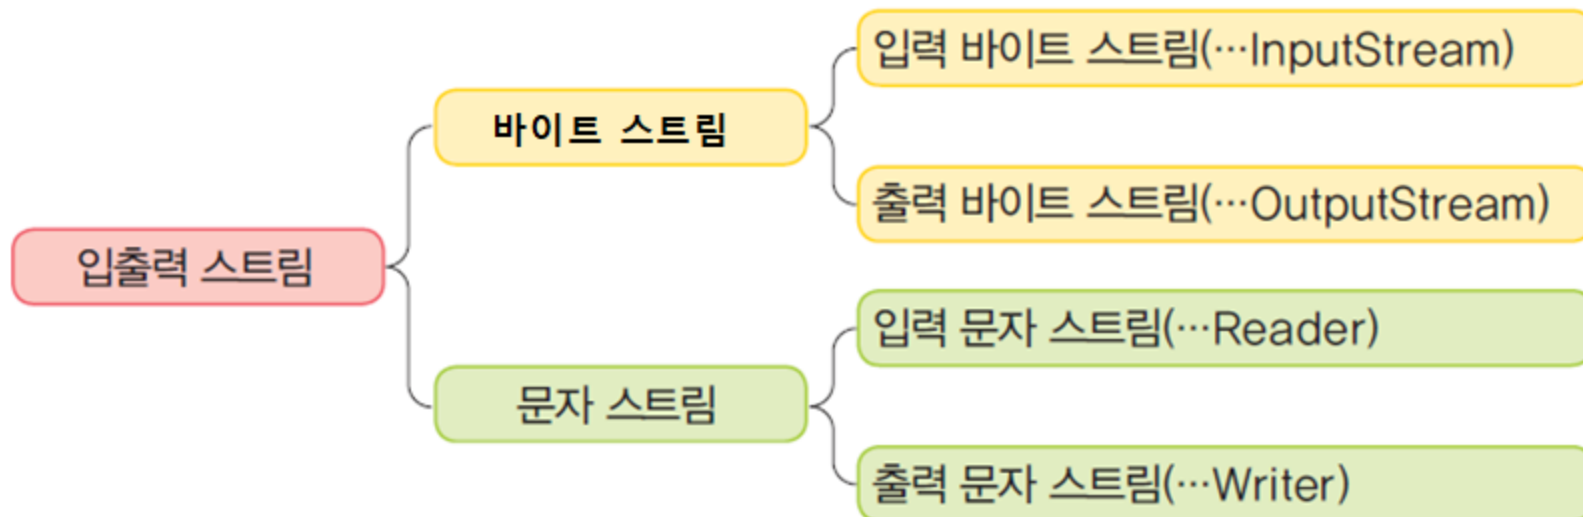 입출력 스트림
바이트 스트림
입력 바이트 스트림(…InputStream)
출력 바이트 스트림(…OutputStream)
문자 스트림
입력 문자 스트림(…Reader)
출력 문자 스트림(…Writer)